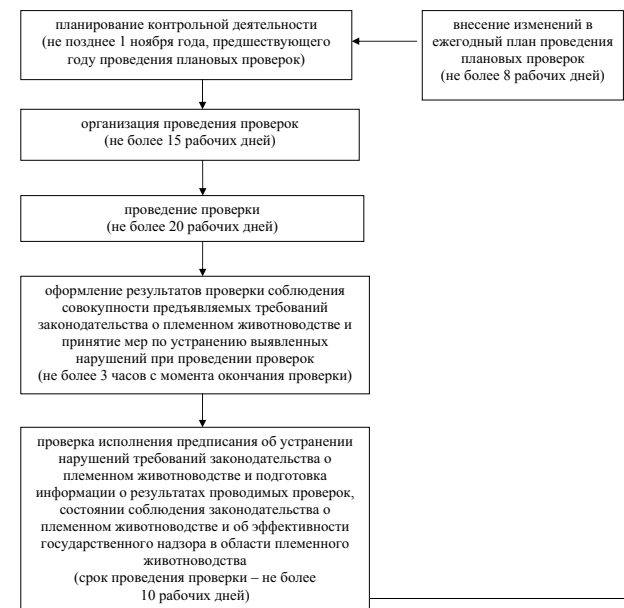 планирование контрольной деятельности
(не позднее 1 ноября года, предшествующего
году проведения плановых проверок)
внесение изменений в
ежегодный план проведения
плановых проверок
(не более 8 рабочих дней)
организация проведения проверок
(не более 15 рабочих дней)
проведение проверки
(не более 20 рабочих дней)
оформление результатов проверки соблюдения
совокупности предъявляемых требований
законодательства о племенном животноводстве и
принятие мер по устранению выявленных
нарушений при проведении проверок
(не более 3 часов с момента окончания проверки)
проверка исполнения предписания об устранении
нарушений требований законодательства о
племенном животноводстве и подготовка
информации о результатах проводимых проверок,
состоянии соблюдения законодательства о
племенном животноводстве и об эффективности
государственного надзора в области племенного
животноводства
(срок проведения проверки – не более
10 рабочих дней)